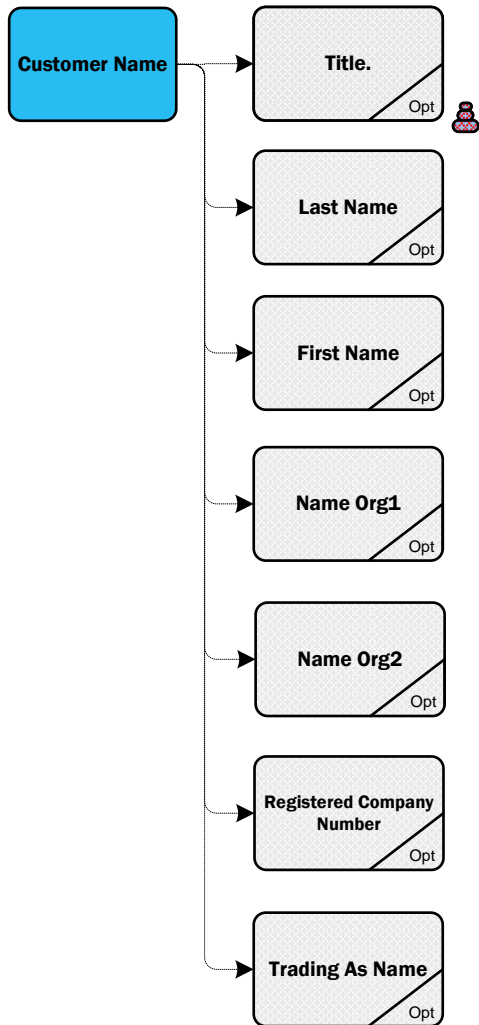 Customer Name
Title.
Opt
Last Name
Opt
First Name
Opt
Name Org1
Opt
Name Org2
Opt
Registered Company
Number
Opt
Trading As Name
Opt